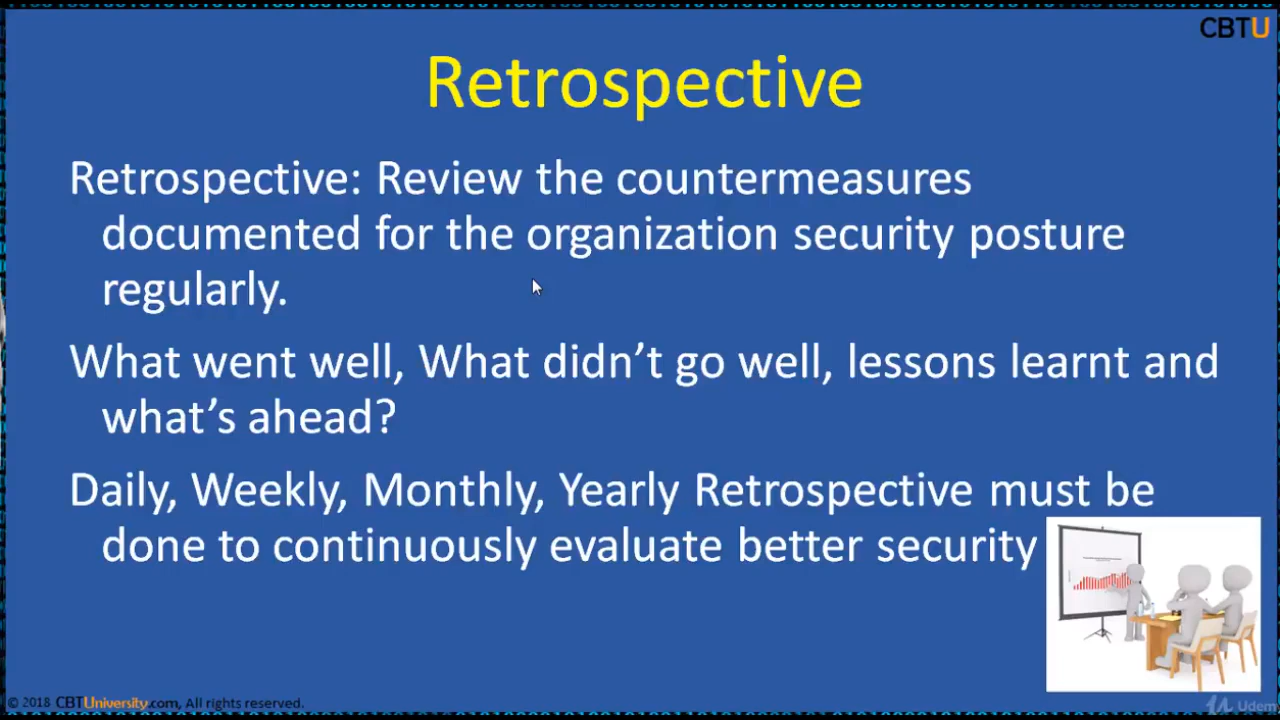 CBTU
Retrospective
Retrospective: Review the countermeasures
documented for the organization security posture
regularly.
What went well, What didn’t go well, lessons learnt and
what’s ahead?
Daily, Weekly, Monthly, Yearly Retrospective must be
done to continuously evaluate better security
© 2018 CBTUniversity.com, All rights reserved.